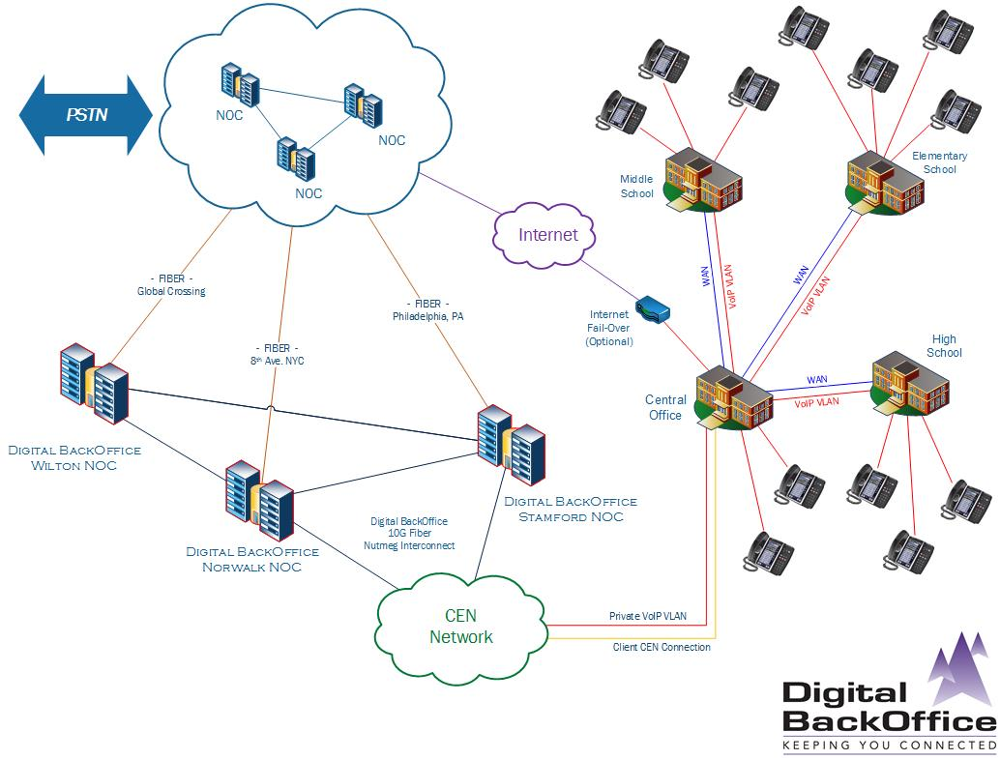 PSTN
NOC
NOC
NOC
Internet
Middle
School
Elementary
School
- FIBER -
Global Crossing
- FIBER -
8th Ave. NYC
- FIBER -
Philadelphia, PA
Internet
Fail-Over
(Optional)
WAN
VoIP VLAN
WAN
VoIP VLAN
High
School
WAN
VoIP VLAN
Central
Office
Digital BackOffice
Wilton NOC
Digital BackOffice
Stamford NOC
Digital BackOffice
Norwalk NOC
Digital BackOffice
10G Fiber
Nutmeg Interconnect
CEN
Network
Private VoIP VLAN
Client CEN Connection
Digital
BackOffice
KEEPING YOU CONNECTED